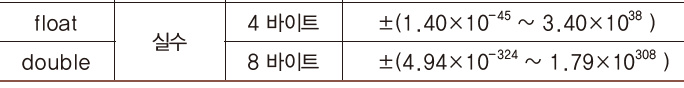 float 실수 4 바이트 ±(1.40×10⁻⁴⁵ ~ 3.40×10³⁸ )
double 8 바이트 ±(4.94×10⁻³²⁴ ~ 1.79×10³⁰⁸ )